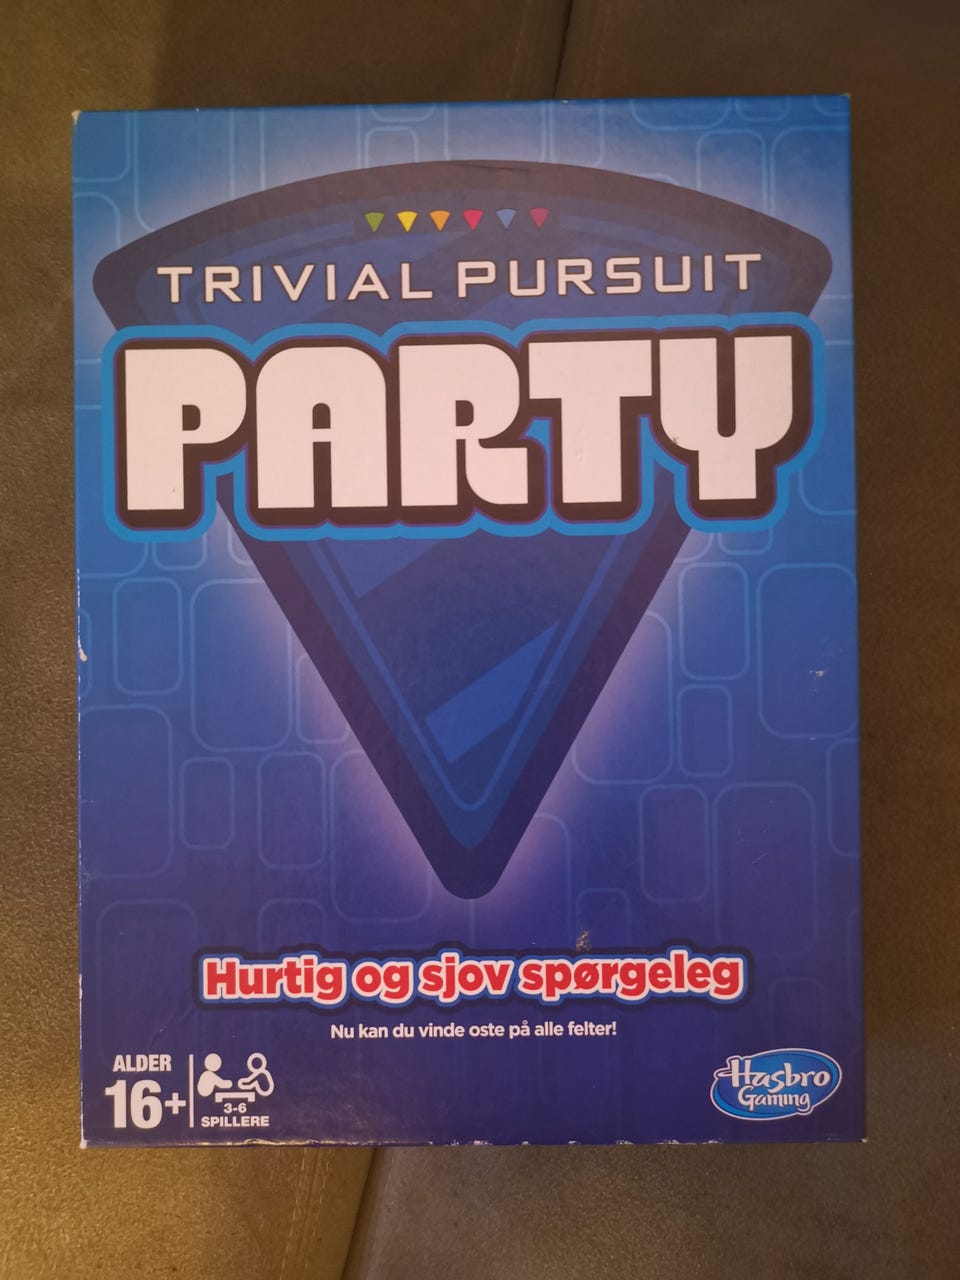 TRIVIAL PURSUIT
PARTY
Hurtig og sjov spørgeleg
Nu kan du vinde oste på alle felter!
ALDER
16+
3-6
SPILLERE
Hasbro
Gaming